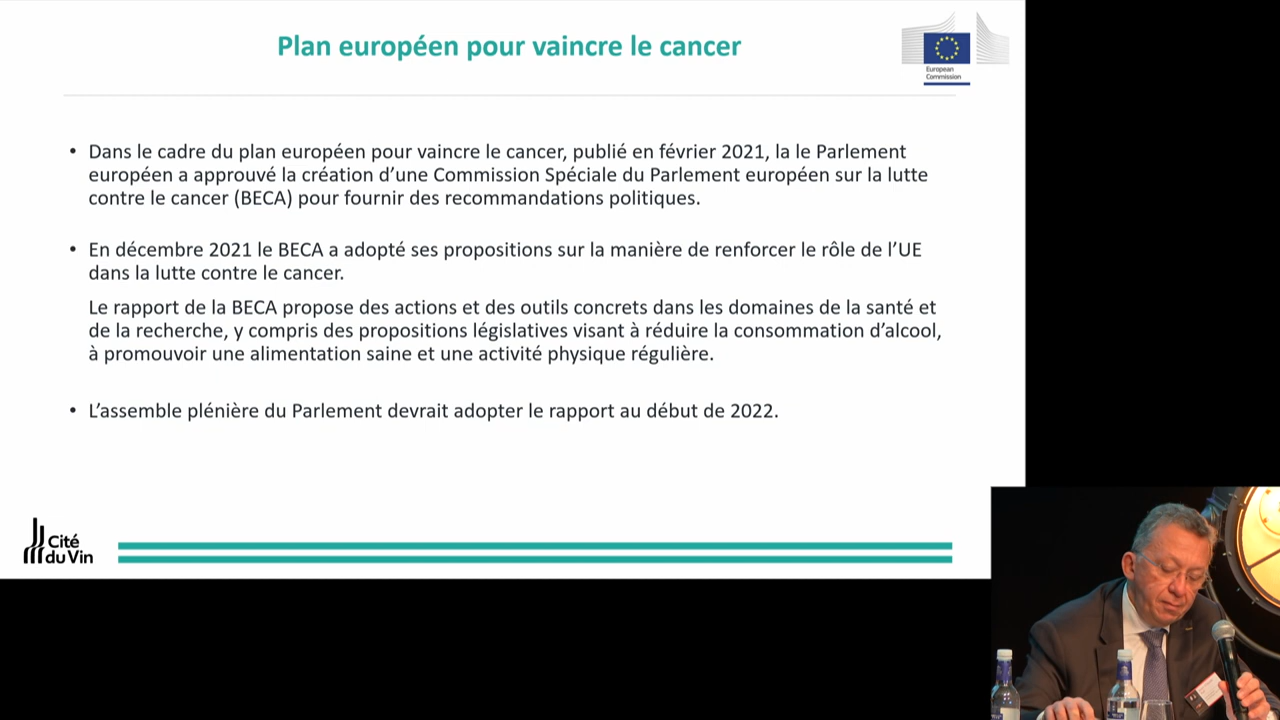 Plan européen pour vaincre le cancer
European
Commission
• Dans le cadre du plan européen pour vaincre le cancer, publié en février 2021, la le Parlement
européen a approuvé la création d’une Commission Spéciale du Parlement européen sur la lutte
contre le cancer (BECA) pour fournir des recommandations politiques.
• En décembre 2021 le BECA a adopté ses propositions sur la manière de renforcer le rôle de l’UE
dans la lutte contre le cancer.
Le rapport de la BECA propose des actions et des outils concrets dans les domaines de la santé et
de la recherche, y compris des propositions législatives visant à réduire la consommation d’alcool,
à promouvoir une alimentation saine et une activité physique régulière.
• L’assemble plénière du Parlement devrait adopter le rapport au début de 2022.
Cité
du Vin